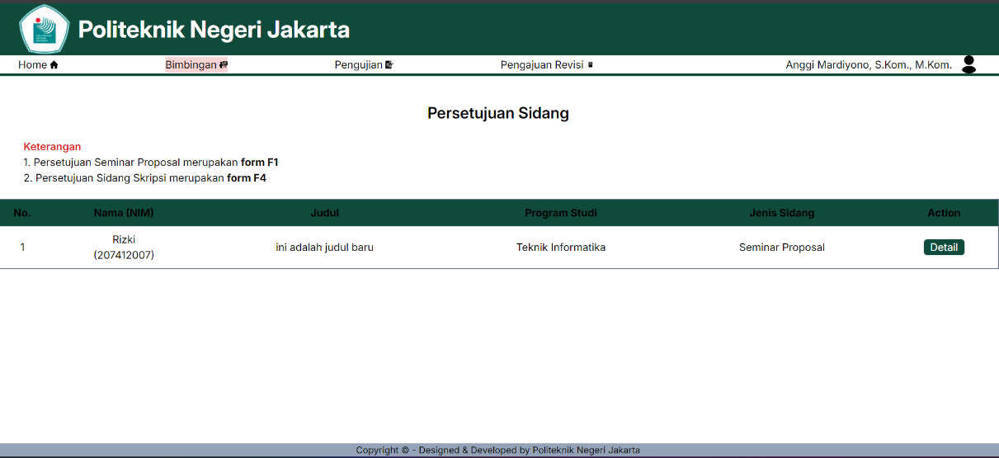 Politeknik Negeri Jakarta
Home Bimbingan Pengujian Pengajuan Revisi Anggi Mardiyono, S.Kom., M.Kom.
Persetujuan Sidang
Keterangan
1. Persetujuan Seminar Proposal merupakan form F1
2. Persetujuan Sidang Skripsi merupakan form F4
No. Nama (NIM) Judul Program Studi Jenis Sidang Action
1 Rizki (207412007) ini adalah judul baru Teknik Informatika Seminar Proposal Detail
Copyright © - Designed & Developed by Politeknik Negeri Jakarta